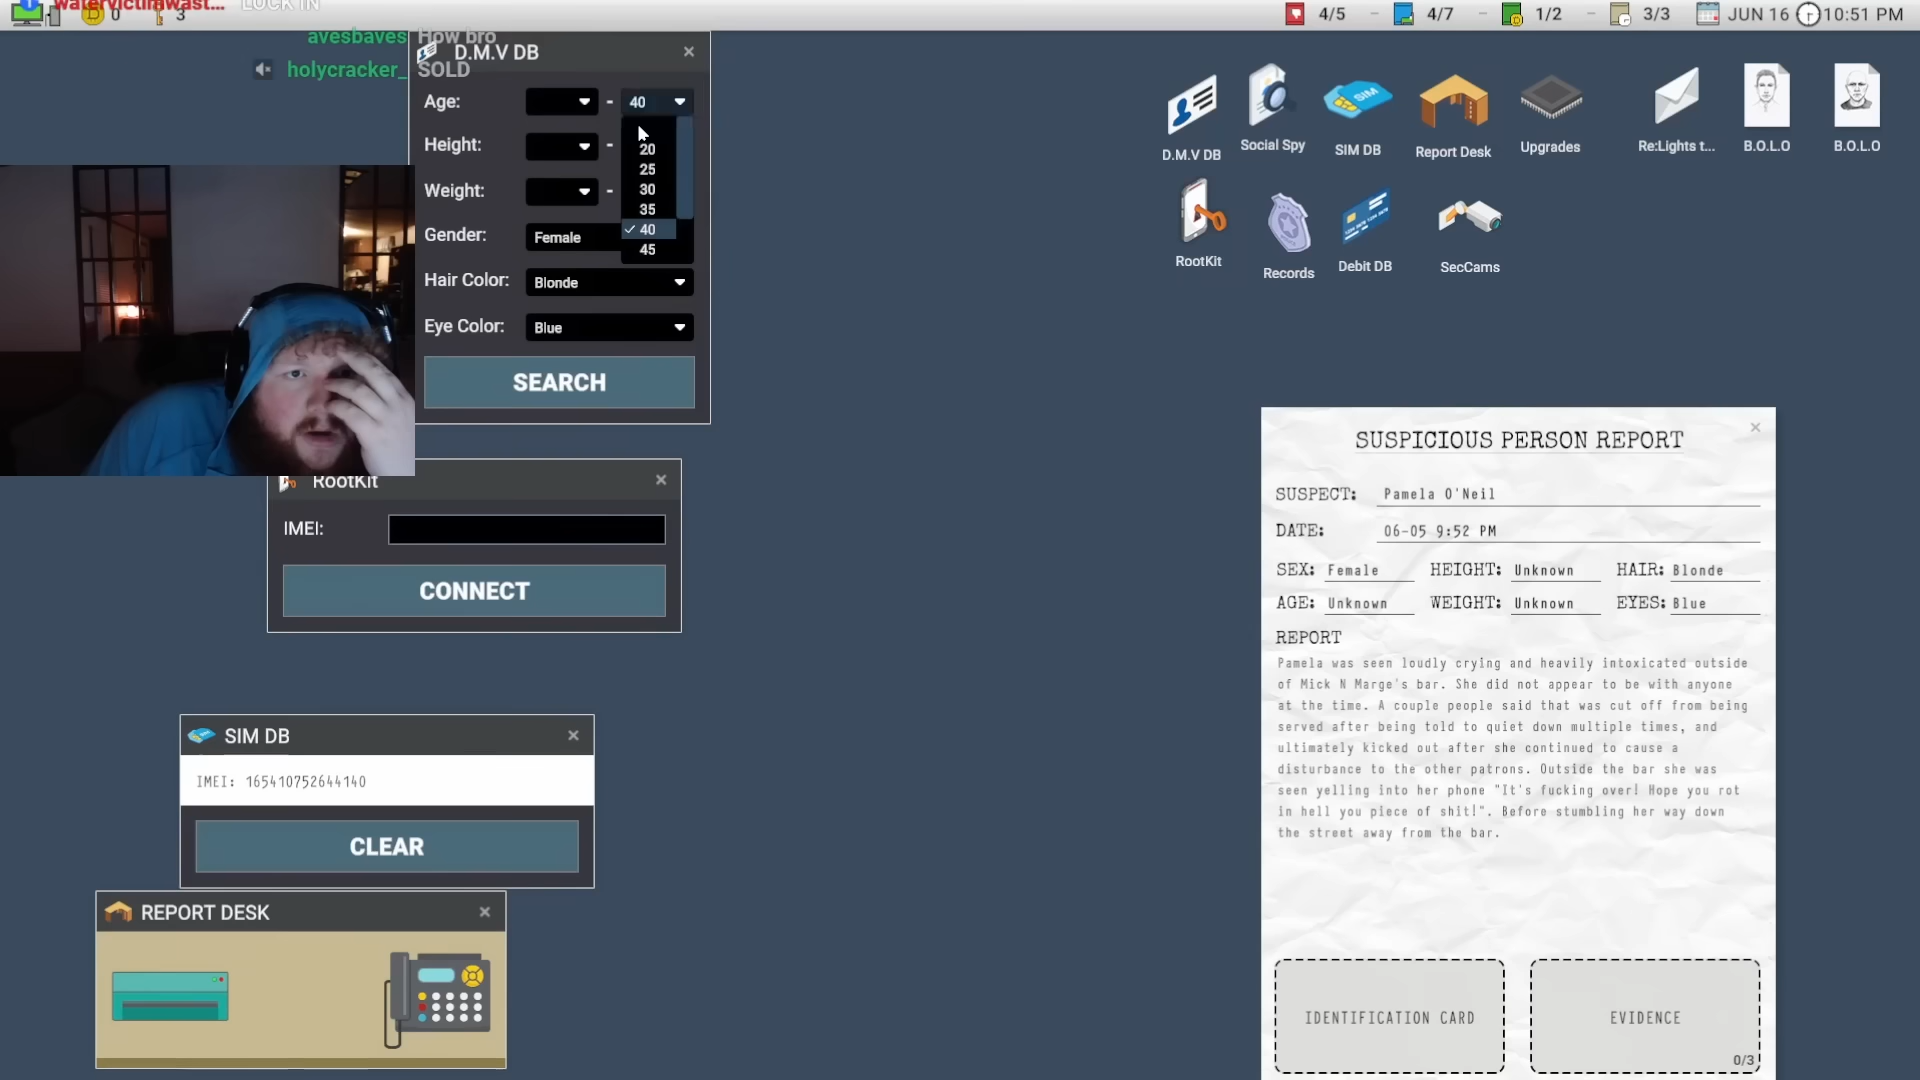 watervictimwast... LOCK IN
0
3
4/5 - 4/7 - 1/2 - 3/3 JUN 16 10:51 PM
avesbaves How bro
holycracker_ SOLD
D.M.V DB
Age: - 40
20
25
30
35
40
45
Height: -
Weight: -
Gender: Female
Hair Color: Blonde
Eye Color: Blue
SEARCH
D.M.V DB
Social Spy
SIM
SIM DB
Report Desk
Upgrades
Re:Lights t...
B.O.L.O
B.O.L.O
RootKit
Records
Debit DB
SecCams
RootKit
IMEI:
CONNECT
SIM DB
IMEI: 165410752644140
CLEAR
REPORT DESK
SUSPICIOUS PERSON REPORT
SUSPECT: Pamela O'Neil
DATE: 06-05 9:52 PM
SEX: Female HEIGHT: Unknown HAIR: Blonde
AGE: Unknown WEIGHT: Unknown EYES: Blue
REPORT
Pamela was seen loudly crying and heavily intoxicated outside
of Mick N Marge's bar. She did not appear to be with anyone
at the time. A couple people said that was cut off from being
served after being told to quiet down multiple times, and
ultimately kicked out after she continued to cause a
disturbance to the other patrons. Outside the bar she was
seen yelling into her phone "It's fucking over! Hope you rot
in hell you piece of shit!". Before stumbling her way down
the street away from the bar.
IDENTIFICATION CARD
EVIDENCE
0/3